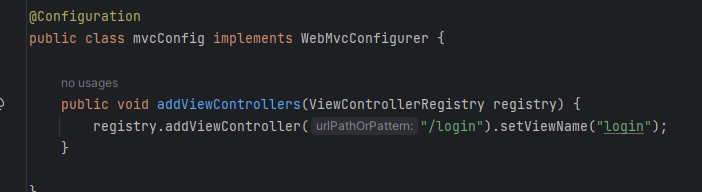 @Configuration
public class mvcConfig implements WebMvcConfigurer {
no usages
public void addViewControllers(ViewControllerRegistry registry) {
registry.addViewController( urlPathOrPattern: "/login").setViewName("login");
}
}